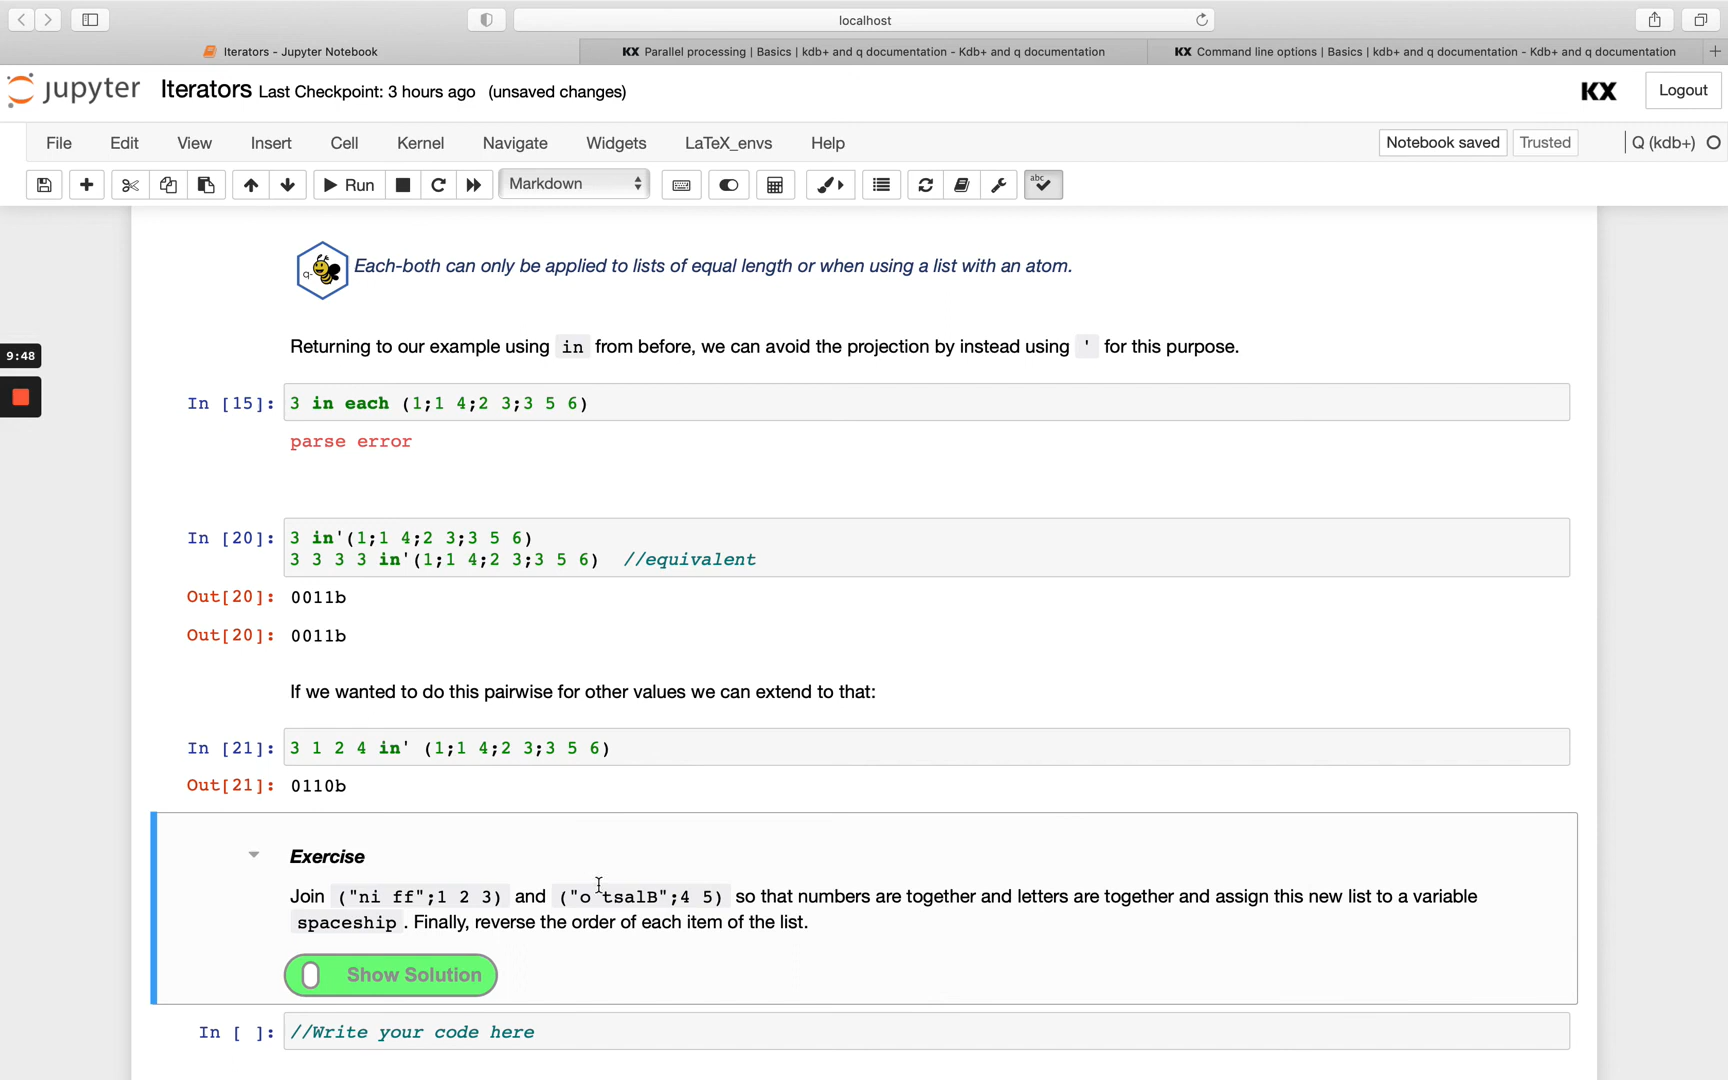 localhost
Iterators - Jupyter Notebook
KX Parallel processing | Basics | kdb+ and q documentation - Kdb+ and q documentation
KX Command line options | Basics | kdb+ and q documentation - Kdb+ and q documentation
jupyter Iterators Last Checkpoint: 3 hours ago (unsaved changes)
KX
Logout
File Edit View Insert Cell Kernel Navigate Widgets LaTeX_envs Help
Notebook saved Trusted Q (kdb+)
Run
Markdown
abc
q- Each-both can only be applied to lists of equal length or when using a list with an atom.
Returning to our example using in from before, we can avoid the projection by instead using ' for this purpose.
9:48
In [15]: 3 in each (1;1 4;2 3;3 5 6)
parse error
In [20]: 3 in'(1;1 4;2 3;3 5 6)
3 3 3 3 in'(1;1 4;2 3;3 5 6) //equivalent
Out[20]: 0011b
Out[20]: 0011b
If we wanted to do this pairwise for other values we can extend to that:
In [21]: 3 1 2 4 in' (1;1 4;2 3;3 5 6)
Out[21]: 0110b
Exercise
Join ("ni ff";1 2 3) and ("o tsalB";4 5) so that numbers are together and letters are together and assign this new list to a variable
spaceship . Finally, reverse the order of each item of the list.
Show Solution
In [ ]: //Write your code here